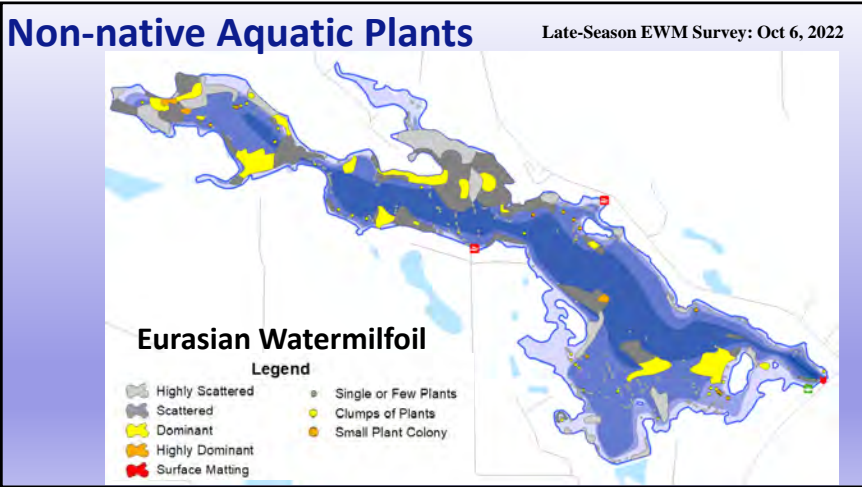 Non-native Aquatic Plants
Late-Season EWM Survey: Oct 6, 2022
Eurasian Watermilfoil
Legend
Highly Scattered
Scattered
Dominant
Highly Dominant
Surface Matting
Single or Few Plants
Clumps of Plants
Small Plant Colony